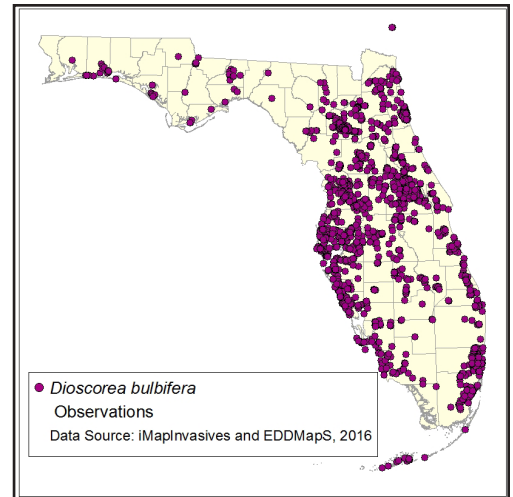 Dioscorea bulbifera
Observations
Data Source: iMapInvasives and EDDMapS, 2016